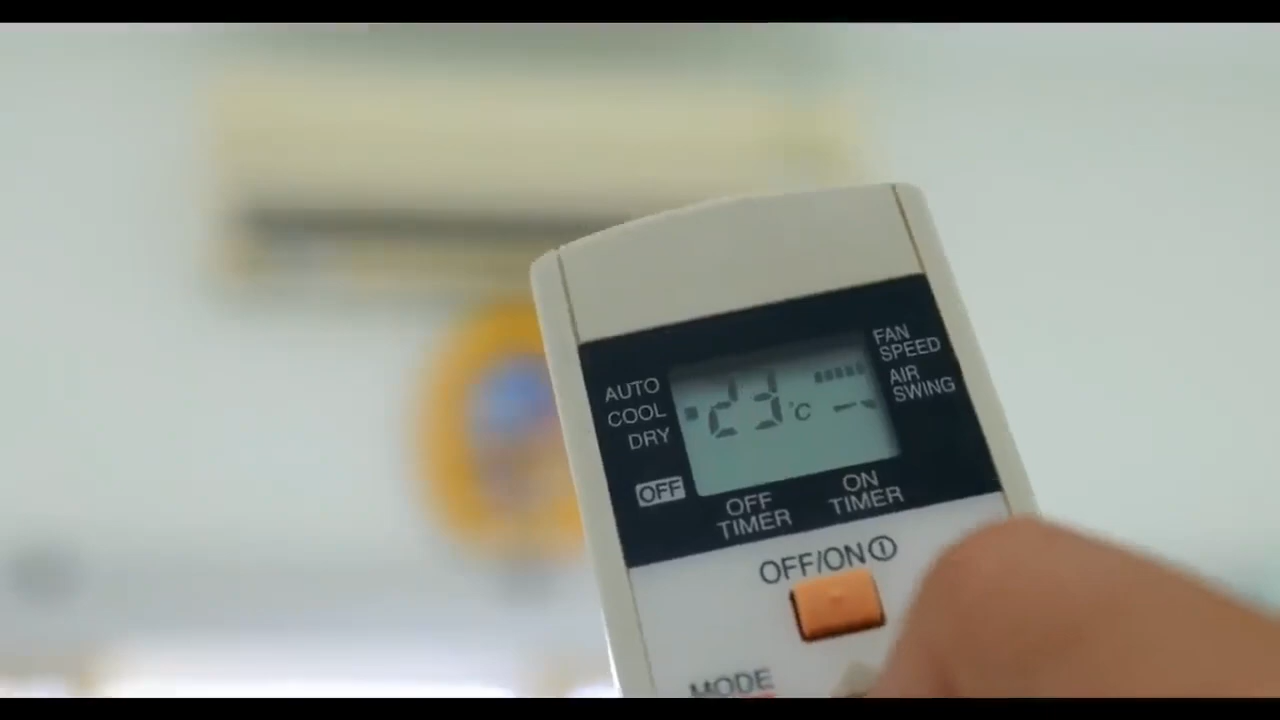 AUTO
COOL
DRY
OFF
23 °C
FAN
SPEED
AIR
SWING
OFF
TIMER
ON
TIMER
OFF/ON
MODE